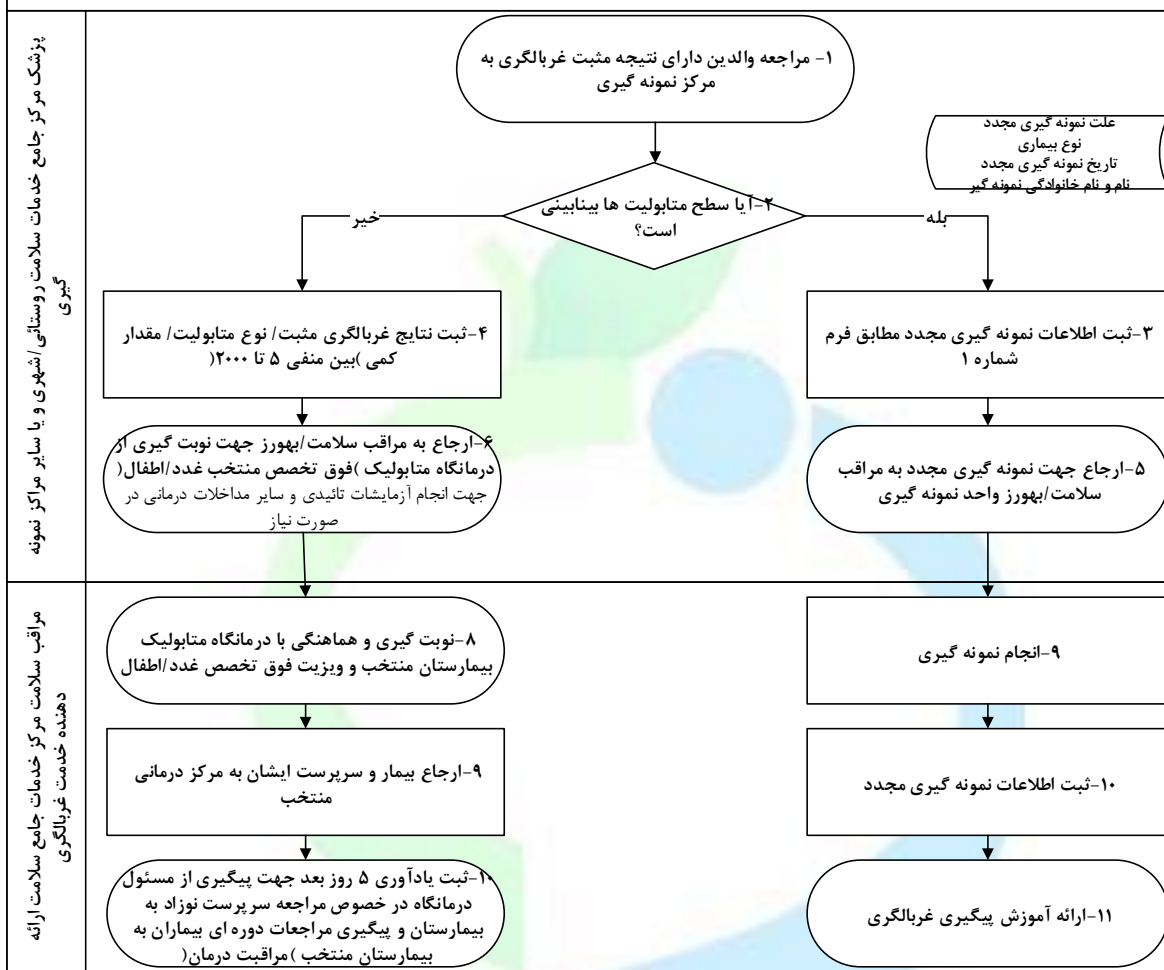 پزشک مرکز جامع خدمات سلامت روستائی/شهری و یا سایر مراکز نمونه
گیری
۱- مراجعه والدین دارای نتیجه مثبت غربالگری به
مرکز نمونه گیری
علت نمونه گیری مجدد
نوع بیماری
تاریخ نمونه گیری مجدد
نام و نام خانوادگی نمونه گیر
۲-آیا سطح متابولیت ها بینابینی
است؟
بله
خیر
۳-ثبت اطلاعات نمونه گیری مجدد مطابق فرم
شماره ۱
۴-ثبت نتایج غربالگری مثبت/ نوع متابولیت/ مقدار
کمی )بین منفی ۵ تا ۲۰۰۰(
۵-ارجاع جهت نمونه گیری مجدد به مراقب
سلامت/بهورز واحد نمونه گیری
۶-ارجاع به مراقب سلامت/بهورز جهت نوبت گیری از
درمانگاه متابولیک )فوق تخصص منتخب غدد/اطفال(
جهت انجام آزمایشات تائیدی و سایر مداخلات درمانی در
صورت نیاز
مراقب سلامت مرکز خدمات جامع سلامت ارائه
دهنده خدمت غربالگری
۹-انجام نمونه گیری
۱۰-ثبت اطلاعات نمونه گیری مجدد
۱۱-ارائه آموزش پیگیری غربالگری
۸-نوبت گیری و هماهنگی با درمانگاه متابولیک
بیمارستان منتخب و ویزیت فوق تخصص غدد/اطفال
۹-ارجاع بیمار و سرپرست ایشان به مرکز درمانی
منتخب
۱۰-ثبت یادآوری ۵ روز بعد جهت پیگیری از مسئول
درمانگاه در خصوص مراجعه سرپرست نوزاد به
بیمارستان و پیگیری مراجعات دوره ای بیماران به
بیمارستان منتخب )مراقبت درمان(